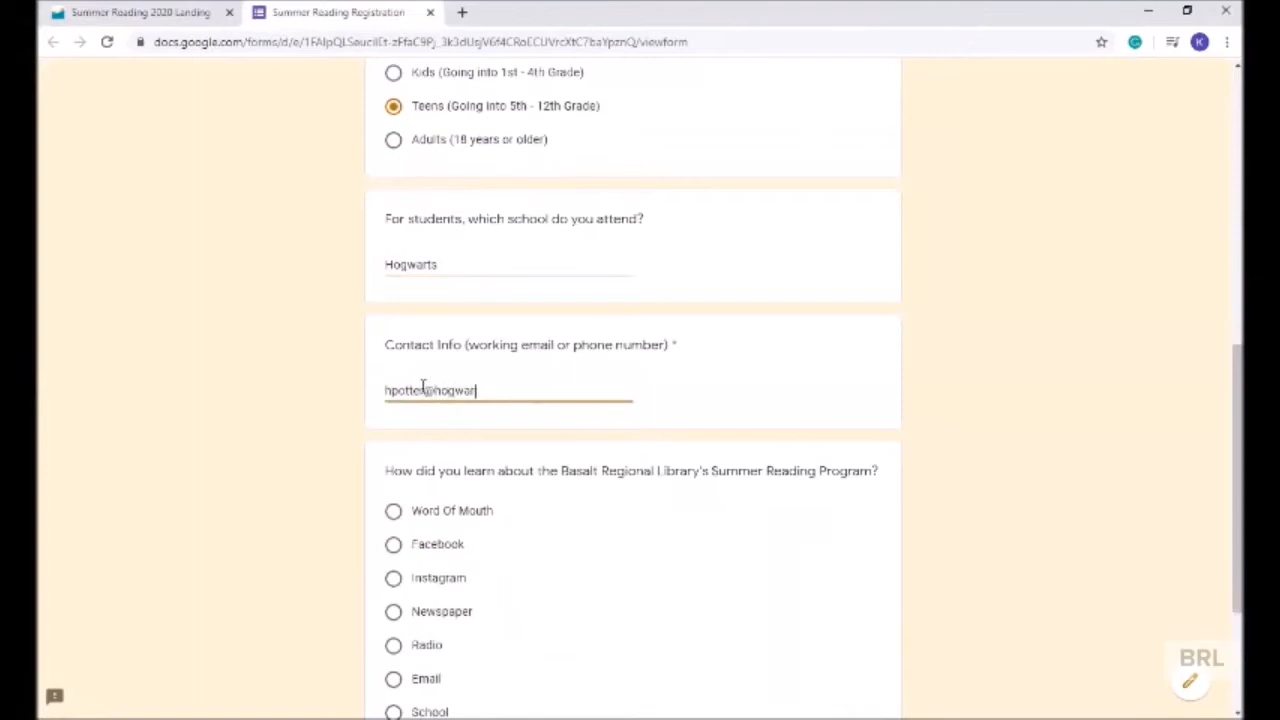 Summer Reading 2020 Landing
Summer Reading Registration
Kids (Going into 1st - 4th Grade)
Teens (Going into 5th - 12th Grade)
Adults (18 years or older)
For students, which school do you attend?
Hogwarts
Contact Info (working email or phone number) *
hpotter@hogwar
How did you learn about the Basalt Regional Library's Summer Reading Program?
Word Of Mouth
Facebook
Instagram
Newspaper
Radio
Email
School
BRL
K